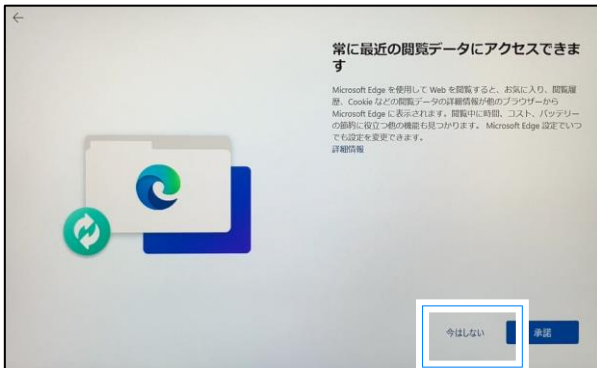 常に最近の閲覧データにアクセスできま
す
Microsoft Edge を使用して Web を閲覧すると、お気に入り、閲覧履
歴、Cookie などの閲覧データの詳細情報が他のブラウザーから
Microsoft Edge に表示されます。閲覧中に時間、コスト、バッテリー
の節約に役立つ他の機能も見つかります。 Microsoft Edge 設定でいつ
でも設定を変更できます。
詳細情報
今はしない
承諾